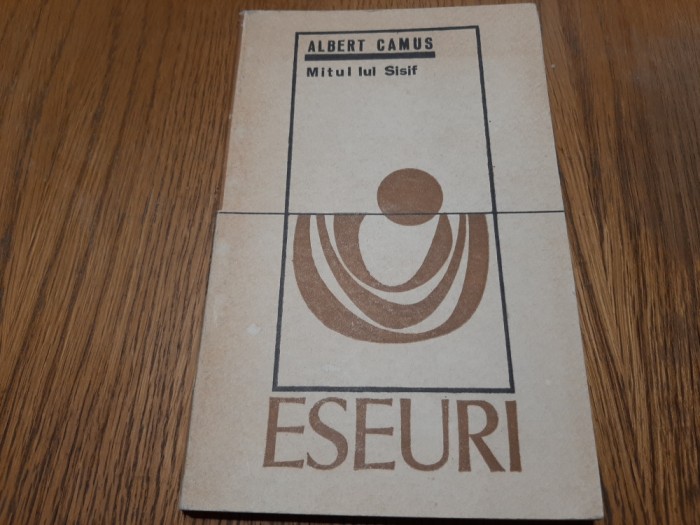 ALBERT CAMUS
Mitul lui Sisif
ESEURI